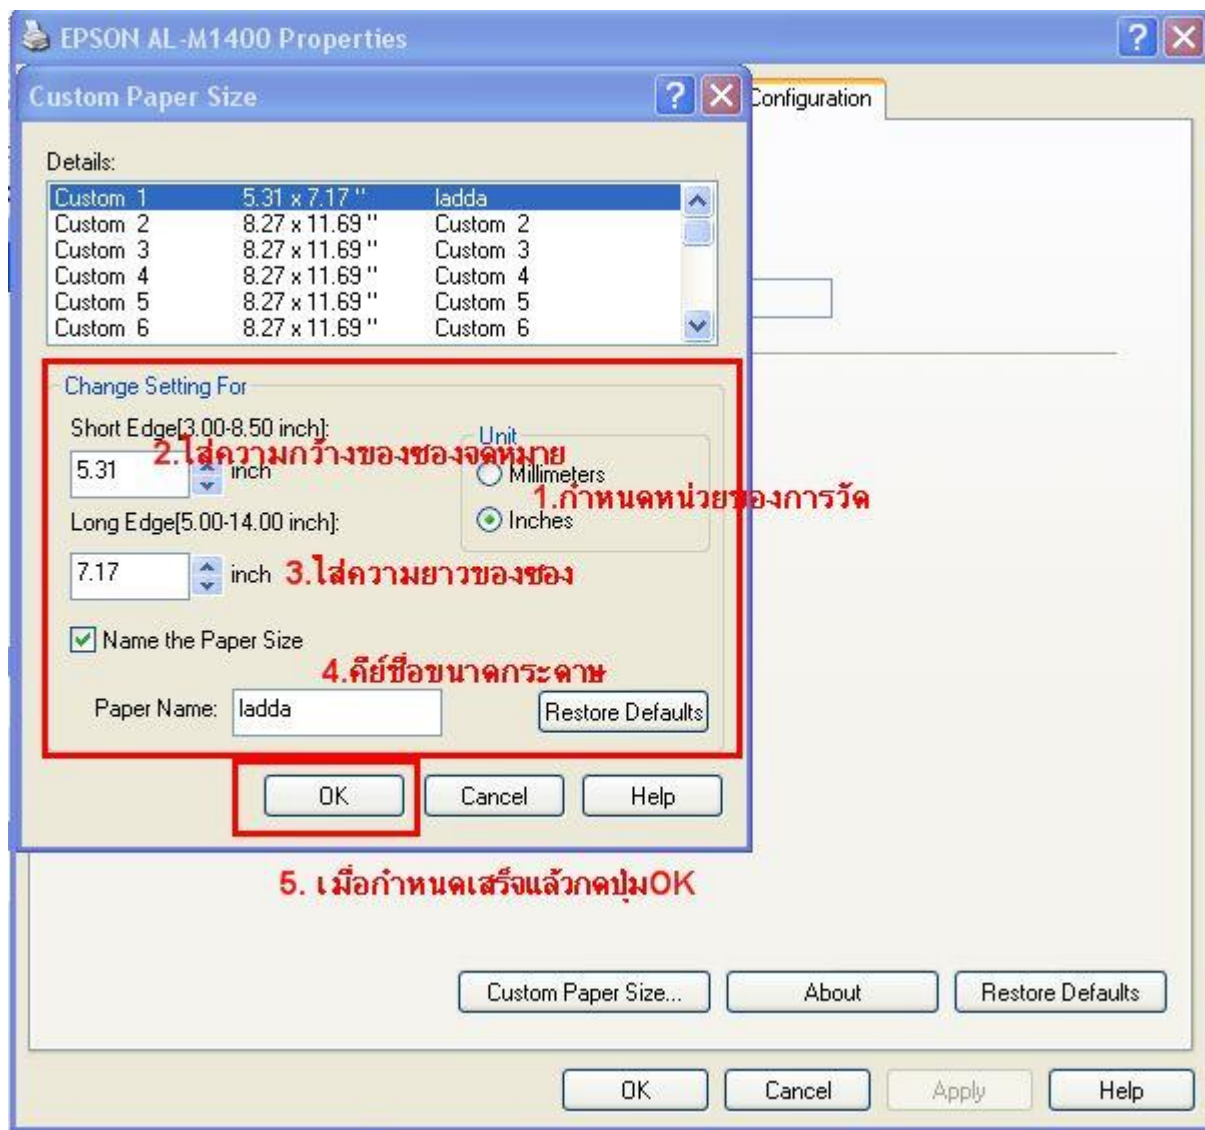 EPSON AL-M1400 Properties
Custom Paper Size
Configuration
Details:
Custom 1 5.31 x 7.17 " ladda
Custom 2 8.27 x 11.69 " Custom 2
Custom 3 8.27 x 11.69 " Custom 3
Custom 4 8.27 x 11.69 " Custom 4
Custom 5 8.27 x 11.69 " Custom 5
Custom 6 8.27 x 11.69 " Custom 6
Change Setting For
Short Edge[3.00-8.50 inch]:
Unit
2.ใส่ความกว้างของซองจดหมาย
5.31 inch
Millimeters
1.กำหนดหน่วยของการวัด
Long Edge[5.00-14.00 inch]:
Inches
7.17 inch
3.ใส่ความยาวของซอง
Name the Paper Size
4.คีย์ชื่อขนาดกระดาษ
Paper Name: ladda
Restore Defaults
OK Cancel Help
5. เมื่อกำหนดเสร็จแล้วกดปุ่มOK
Custom Paper Size... About Restore Defaults
OK Cancel Apply Help